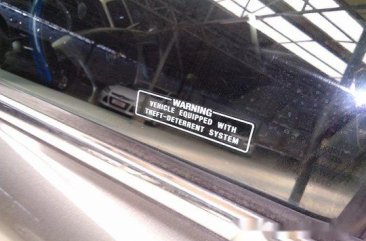 WARNING
VEHICLE EQUIPPED WITH
THEFT-DETERRENT SYSTEM